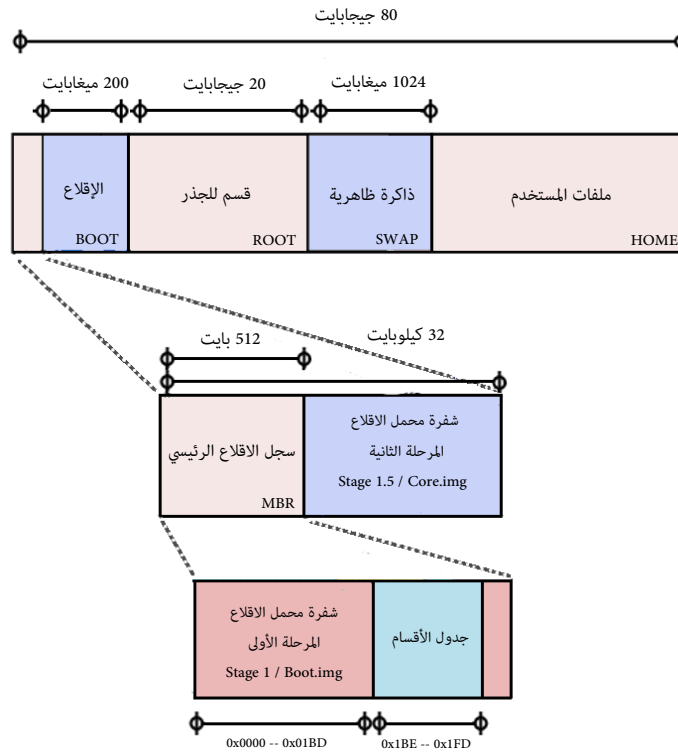 80 جيجابايت
200 ميغابايت
20 جيجابايت
1024 ميغابايت
الإقلاع
BOOT
قسم للجذر
ROOT
ذاكرة ظاهرية
SWAP
ملفات المستخدم
HOME
32 كيلوبايت
512 بايت
سجل الاقلاع الرئيسي
MBR
شفرة محمل الاقلاع
المرحلة الثانية
Stage 1.5 / Core.img
شفرة محمل الاقلاع
المرحلة الأولى
Stage 1 / Boot.img
جدول الأقسام
0x0000 -- 0x01BD
0x1BE -- 0x1FD